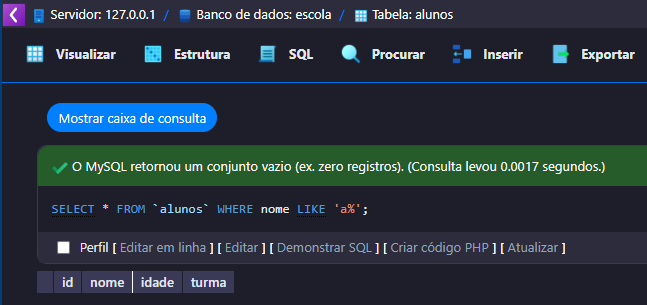 Servidor: 127.0.0.1 / Banco de dados: escola / Tabela: alunos
Visualizar Estrutura SQL Procurar Inserir Exportar
Mostrar caixa de consulta
O MySQL retornou um conjunto vazio (ex. zero registros). (Consulta levou 0.0017 segundos.)
SELECT * FROM `alunos` WHERE nome LIKE 'a%';
Perfil [ Editar em linha ] [ Editar ] [ Demonstrar SQL ] [ Criar código PHP ] [ Atualizar ]
id nome idade turma